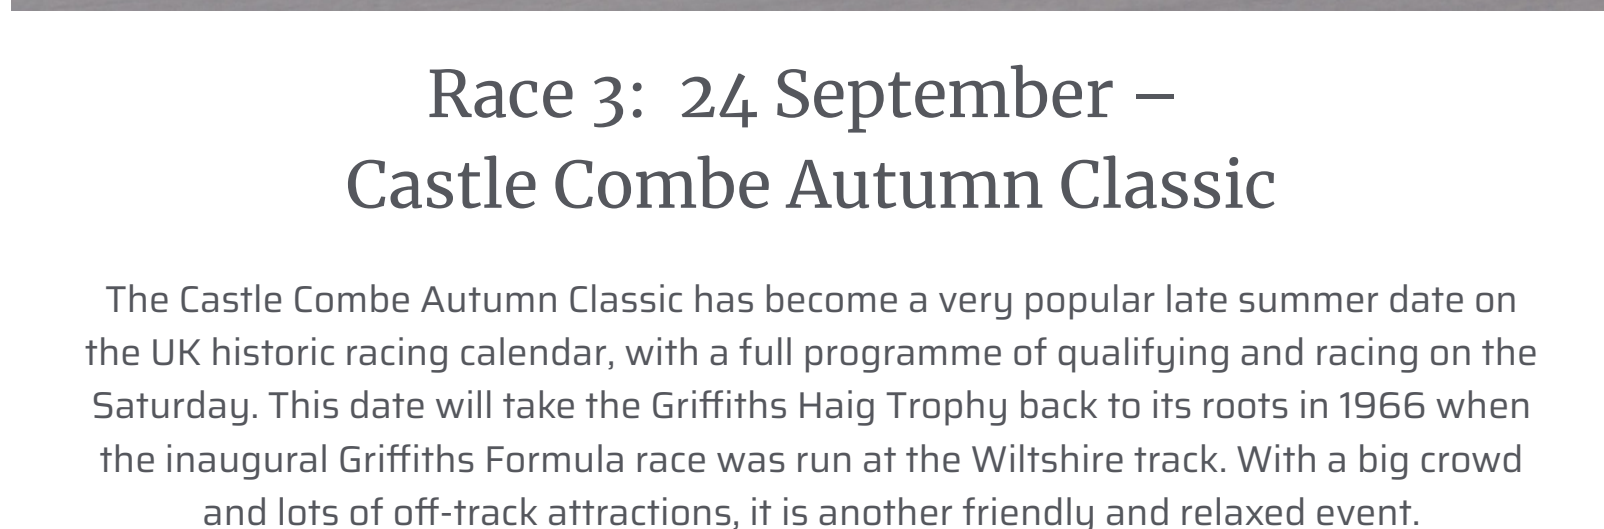 Race 3:  24 September –
Castle Combe Autumn Classic
The Castle Combe Autumn Classic has become a very popular late summer date on
the UK historic racing calendar, with a full programme of qualifying and racing on the
Saturday. This date will take the Griffiths Haig Trophy back to its roots in 1966 when
the inaugural Griffiths Formula race was run at the Wiltshire track. With a big crowd
and lots of off-track attractions, it is another friendly and relaxed event.